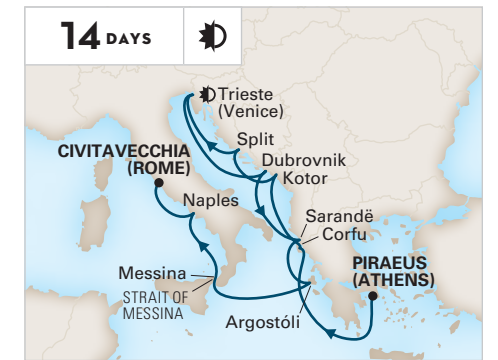 14 DAYS
Trieste
(Venice)
Split
CIVITAVECCHIA
(ROME)
Dubrovnik
Kotor
Naples
Sarandë
Corfu
PIRAEUS
(ATHENS)
Messina
STRAIT OF
MESSINA
Argostóli